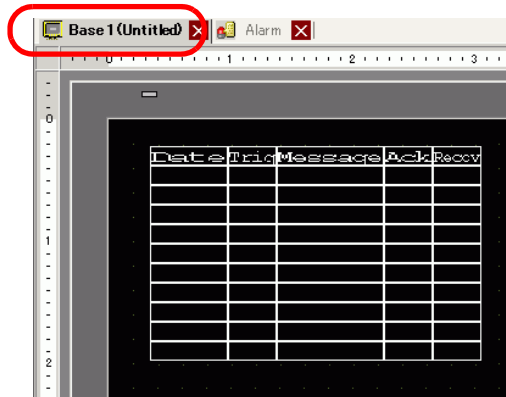 Base 1 (Untitled) Alarm
0 1 2 3
Date Trig Message Ack Recov
0
1
2